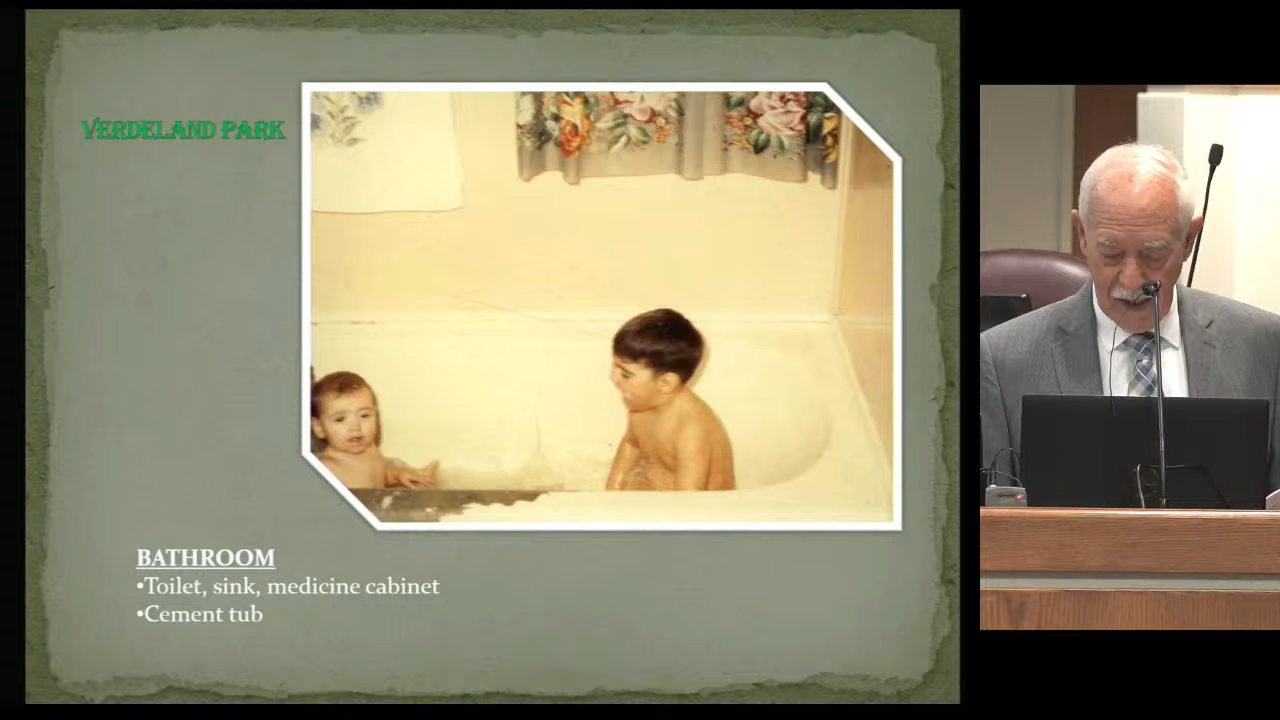 VERDELAND PARK
BATHROOM
•Toilet, sink, medicine cabinet
•Cement tub